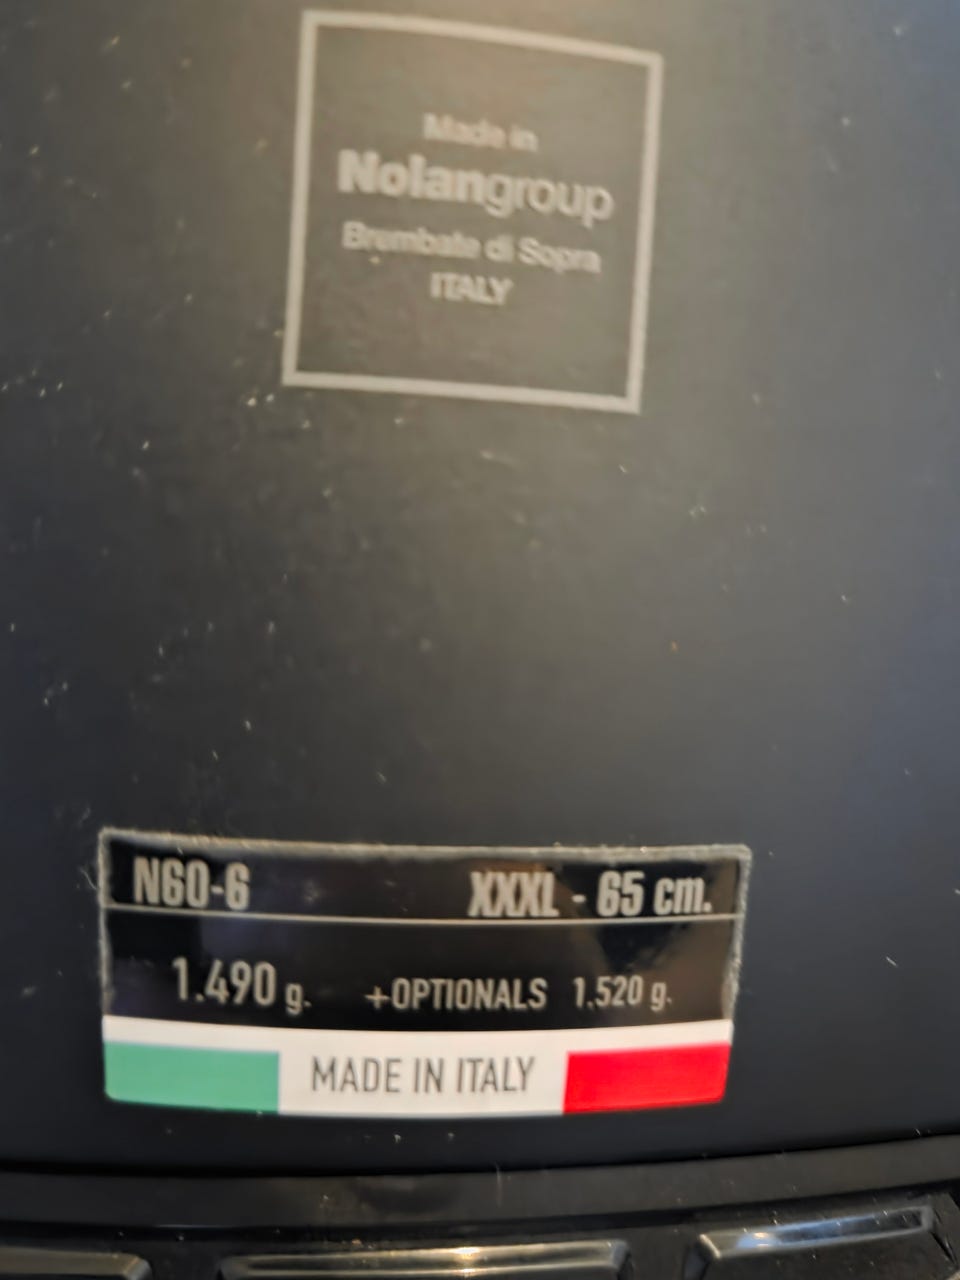 Made in
Nolangroup
Brembate di Sopra
ITALY
N60-6 XXXL - 65 cm.
1.490 g. +OPTIONALS 1.520 g.
MADE IN ITALY